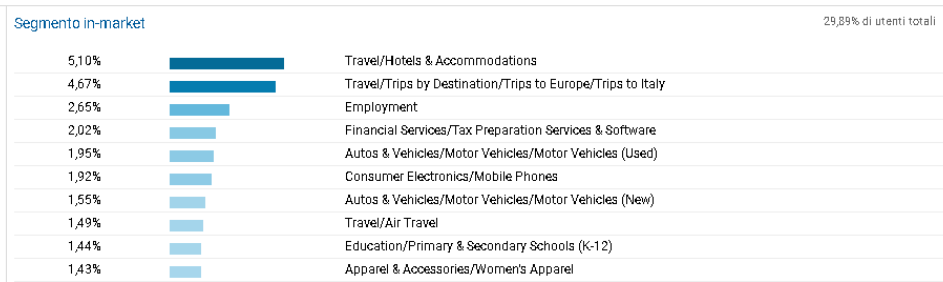 Segmento in-market 29,89% di utenti totali
5,10% Travel/Hotels & Accommodations
4,67% Travel/Trips by Destination/Trips to Europe/Trips to Italy
2,65% Employment
2,02% Financial Services/Tax Preparation Services & Software
1,95% Autos & Vehicles/Motor Vehicles/Motor Vehicles (Used)
1,92% Consumer Electronics/Mobile Phones
1,55% Autos & Vehicles/Motor Vehicles/Motor Vehicles (New)
1,49% Travel/Air Travel
1,44% Education/Primary & Secondary Schools (K-12)
1,43% Apparel & Accessories/Women's Apparel